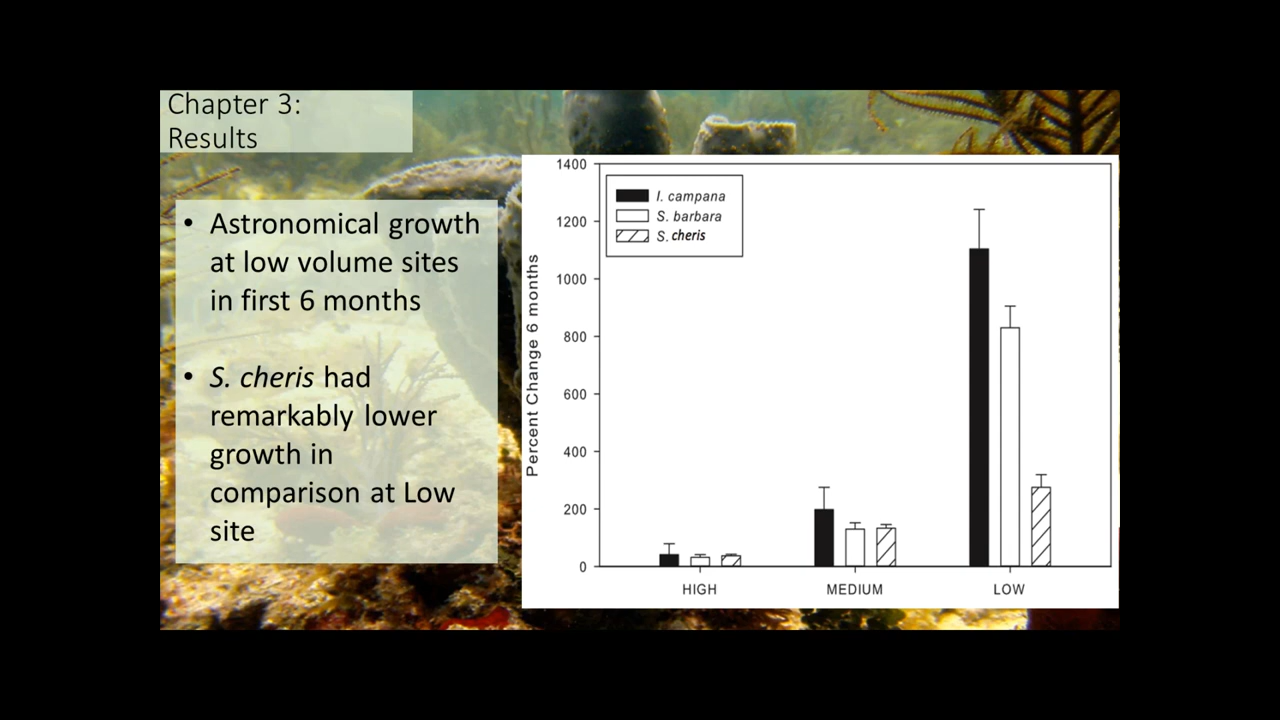 Chapter 3:
Results
• Astronomical growth
at low volume sites
in first 6 months
• S. cheris had
remarkably lower
growth in
comparison at Low
site
Percent Change 6 months
1400
1200
1000
800
600
400
200
0
I. campana
S. barbara
S. cheris
HIGH MEDIUM LOW